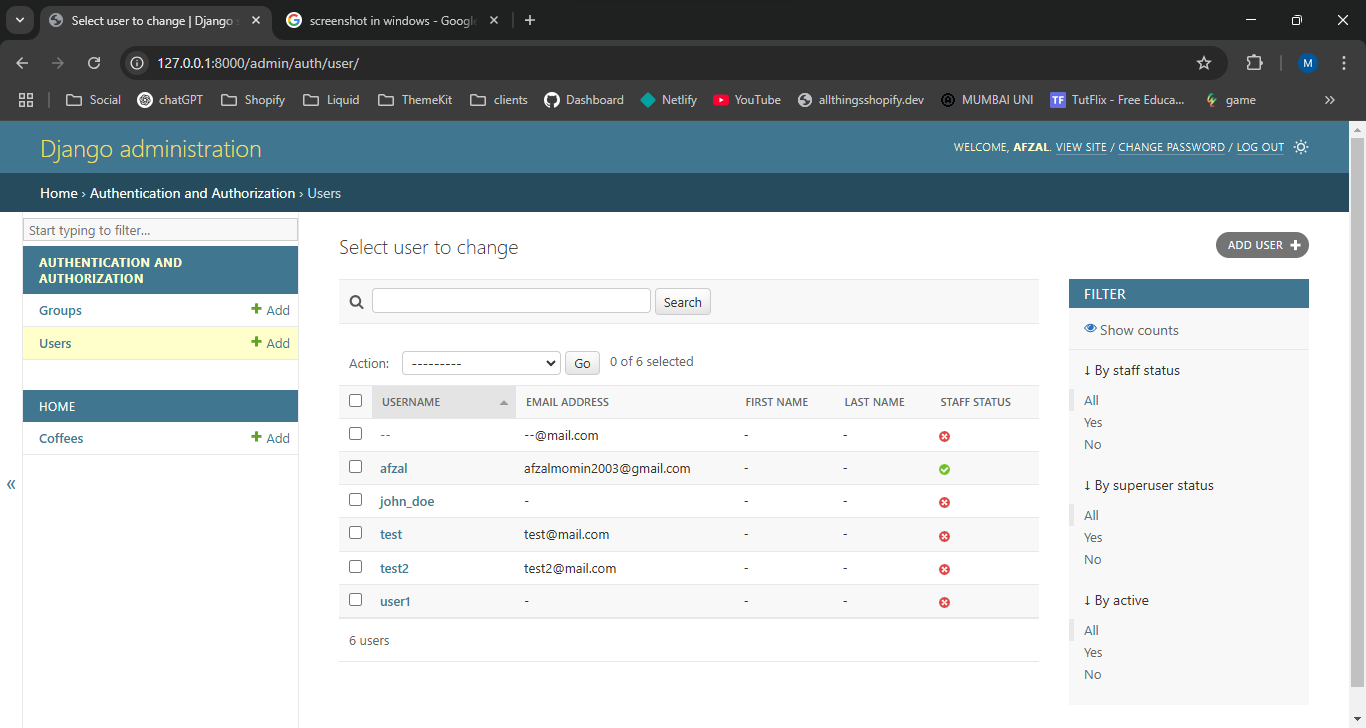 Select user to change | Django s
screenshot in windows - Google
127.0.0.1:8000/admin/auth/user/
M
Social
chatGPT
Shopify
Liquid
ThemeKit
clients
Dashboard
Netlify
YouTube
allthingsshopify.dev
MUMBAI UNI
TF TutFlix - Free Educa...
game
»
Django administration
WELCOME, AFZAL. VIEW SITE / CHANGE PASSWORD / LOG OUT
Home › Authentication and Authorization › Users
Start typing to filter...
AUTHENTICATION AND
AUTHORIZATION
Groups + Add
Users + Add
HOME
Coffees + Add
«
Select user to change
ADD USER +
Search
Action: --------- Go 0 of 6 selected
USERNAME EMAIL ADDRESS FIRST NAME LAST NAME STAFF STATUS
-- --@mail.com - -
afzal afzalmomin2003@gmail.com - -
john_doe - - -
test test@mail.com - -
test2 test2@mail.com - -
user1 - - -
6 users
FILTER
Show counts
↓ By staff status
All
Yes
No
↓ By superuser status
All
Yes
No
↓ By active
All
Yes
No